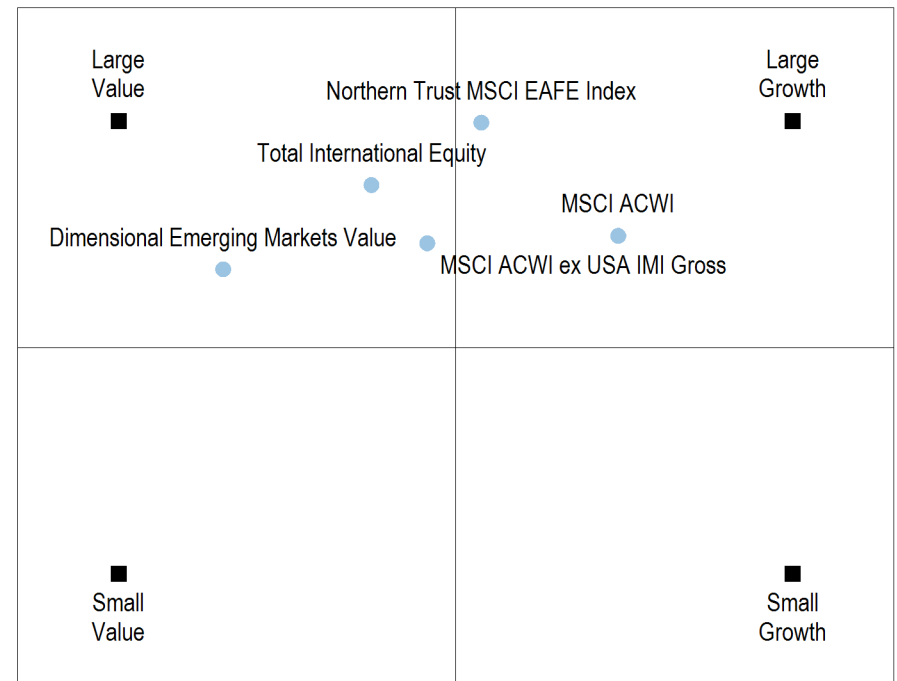 Large
Value
Large
Growth
Northern Trust MSCI EAFE Index
Total International Equity
MSCI ACWI
Dimensional Emerging Markets Value
MSCI ACWI ex USA IMI Gross
Small
Value
Small
Growth